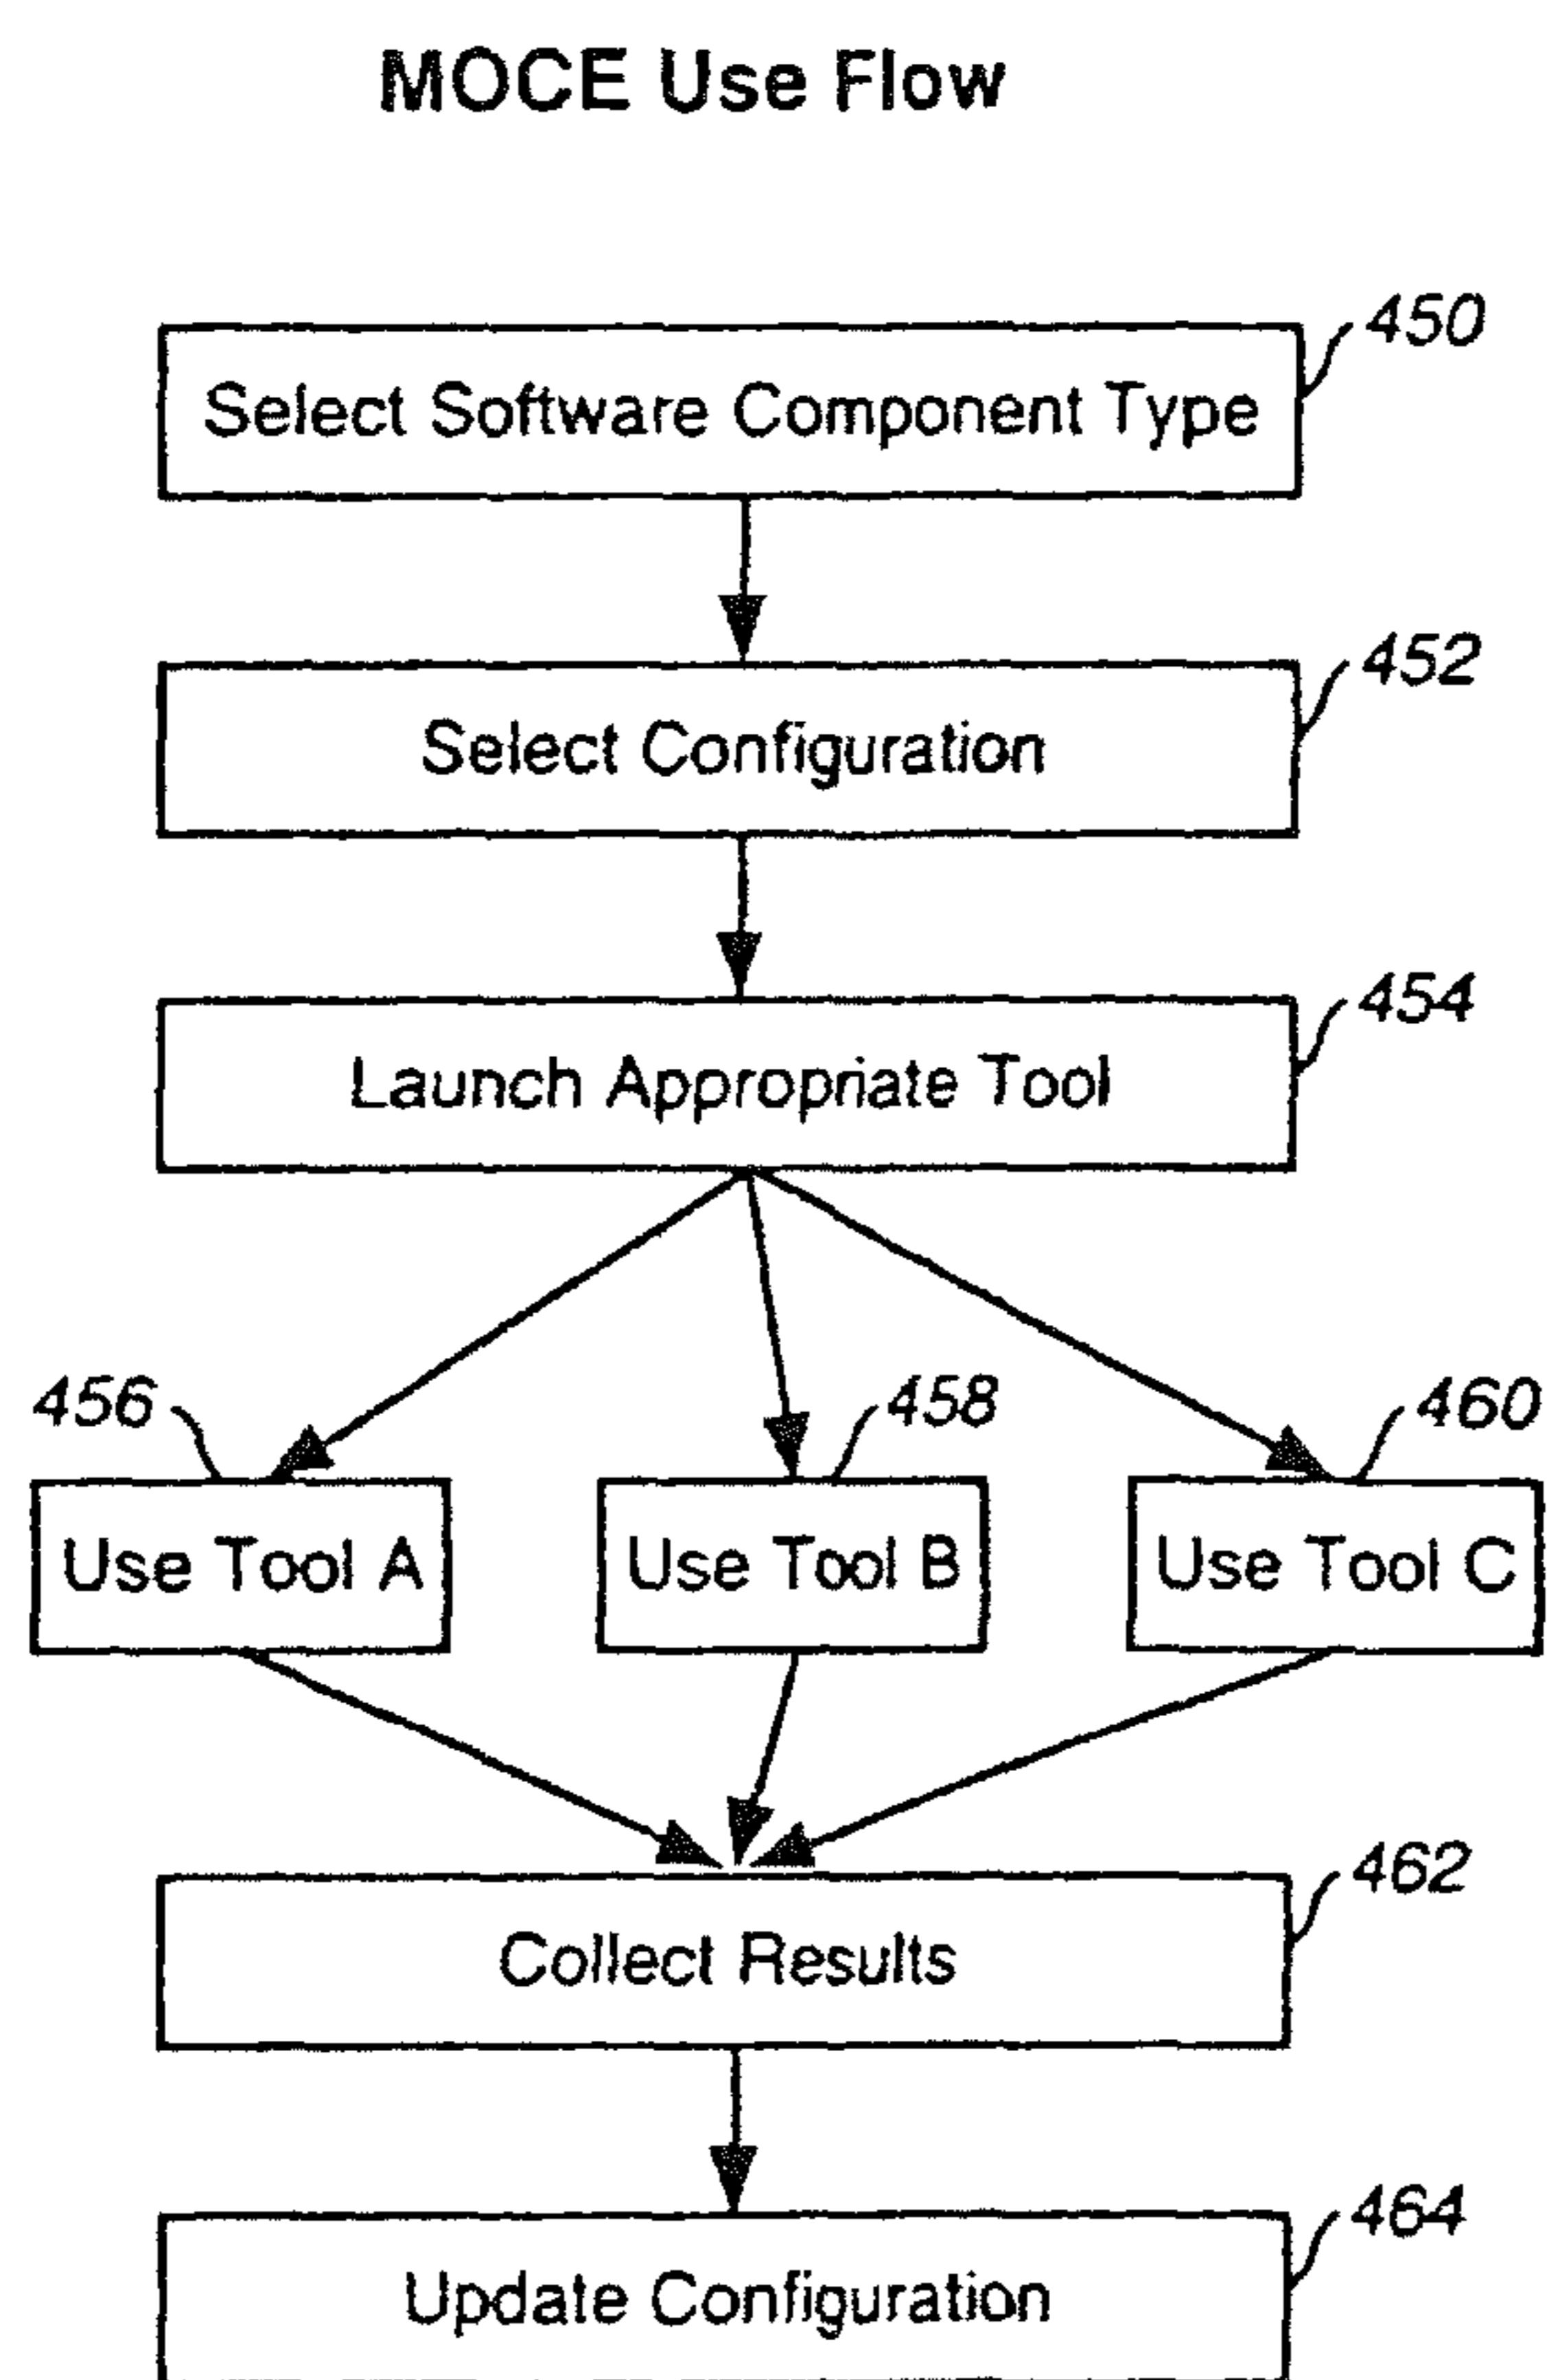 MOCE Use Flow
450
Select Software Component Type
452
Select Configuration
454
Launch Appropriate Tool
456
458
460
Use Tool A
Use Tool B
Use Tool C
462
Collect Results
464
Update Configuration